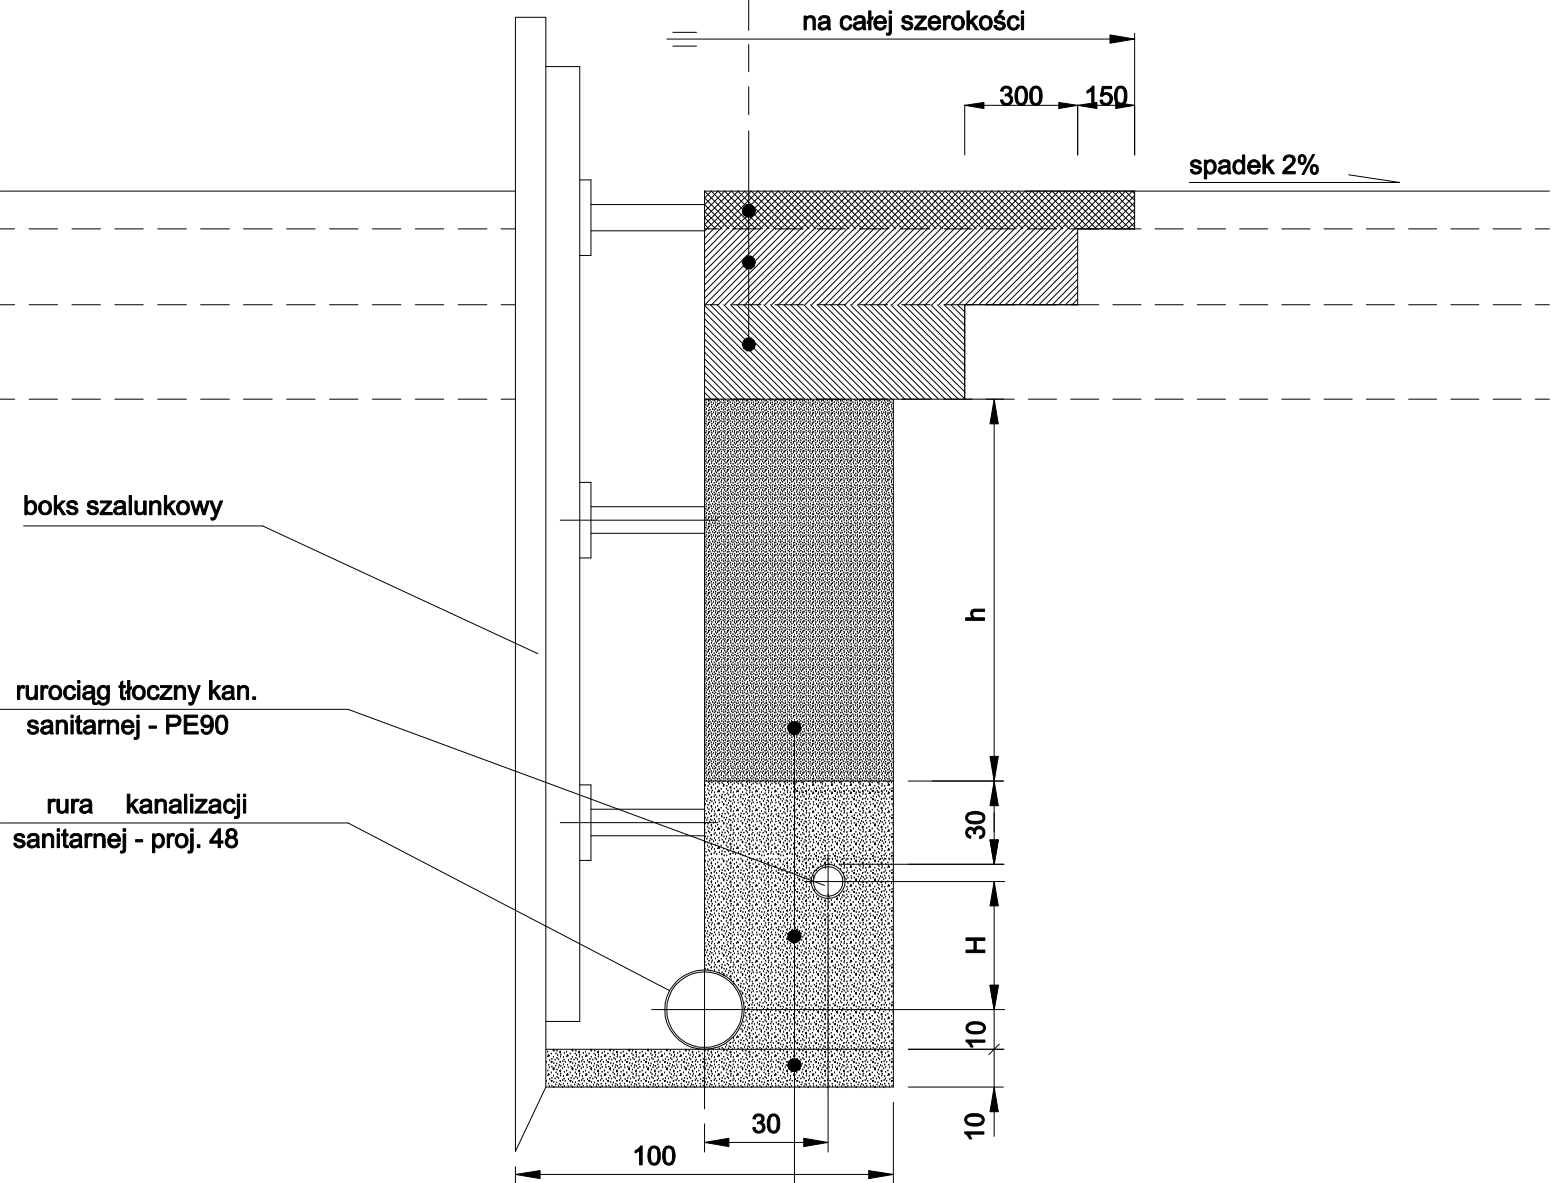 na całej szerokości
300
150
spadek 2%
boks szalunkowy
h
rurociąg tłoczny kan.
sanitarnej - PE90
rura kanalizacji
sanitarnej - proj. 48
30
H
10
10
30
100